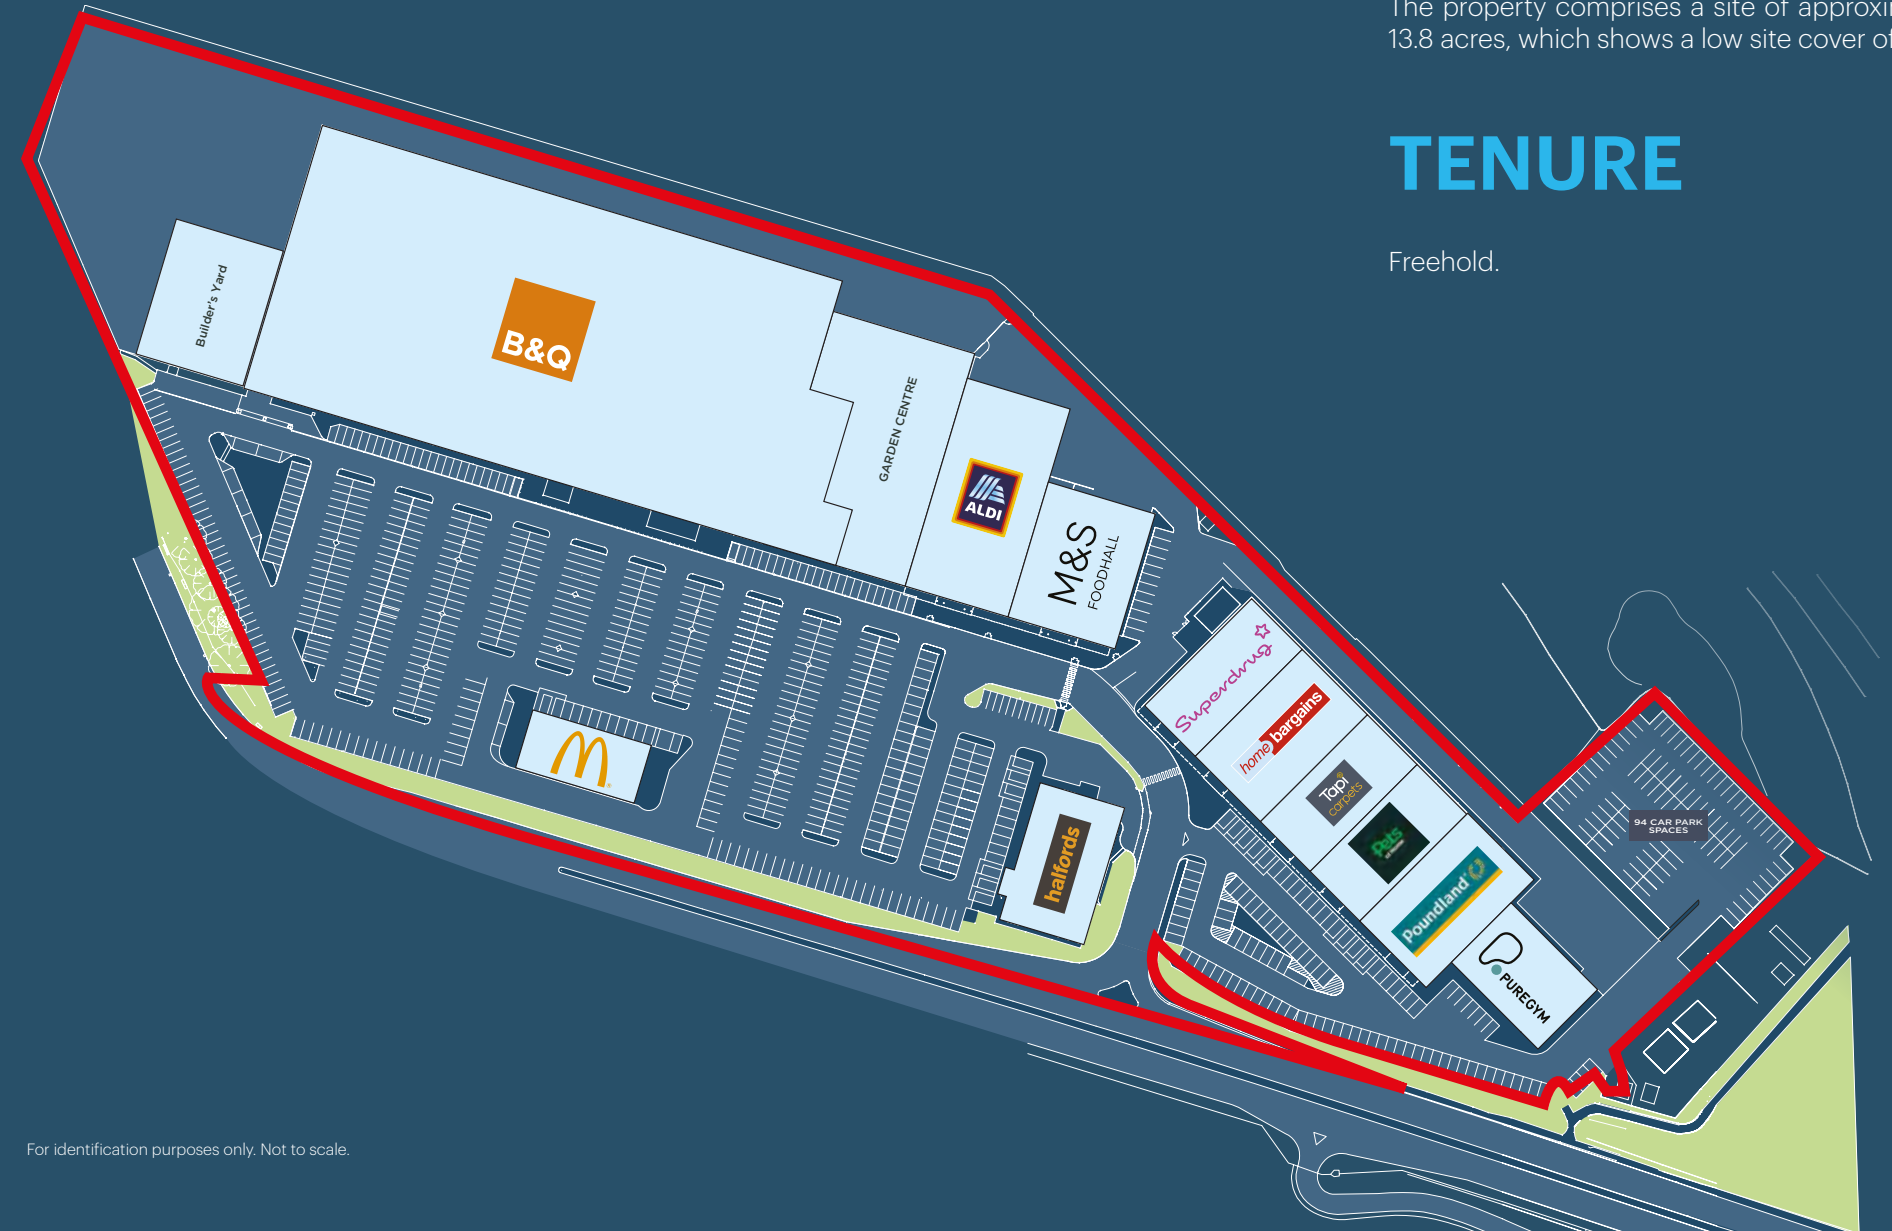 The property comprises a site of approxi
13.8 acres, which shows a low site cover of
TENURE
Freehold.
Builder's Yard
B&Q
GARDEN CENTRE
ALDI
M&S
FOODHALL
Superdrug
home bargains
Tapi
carpets
Pets
Poundland
PUREGYM
94 CAR PARK
SPACES
halfords
For identification purposes only. Not to scale.